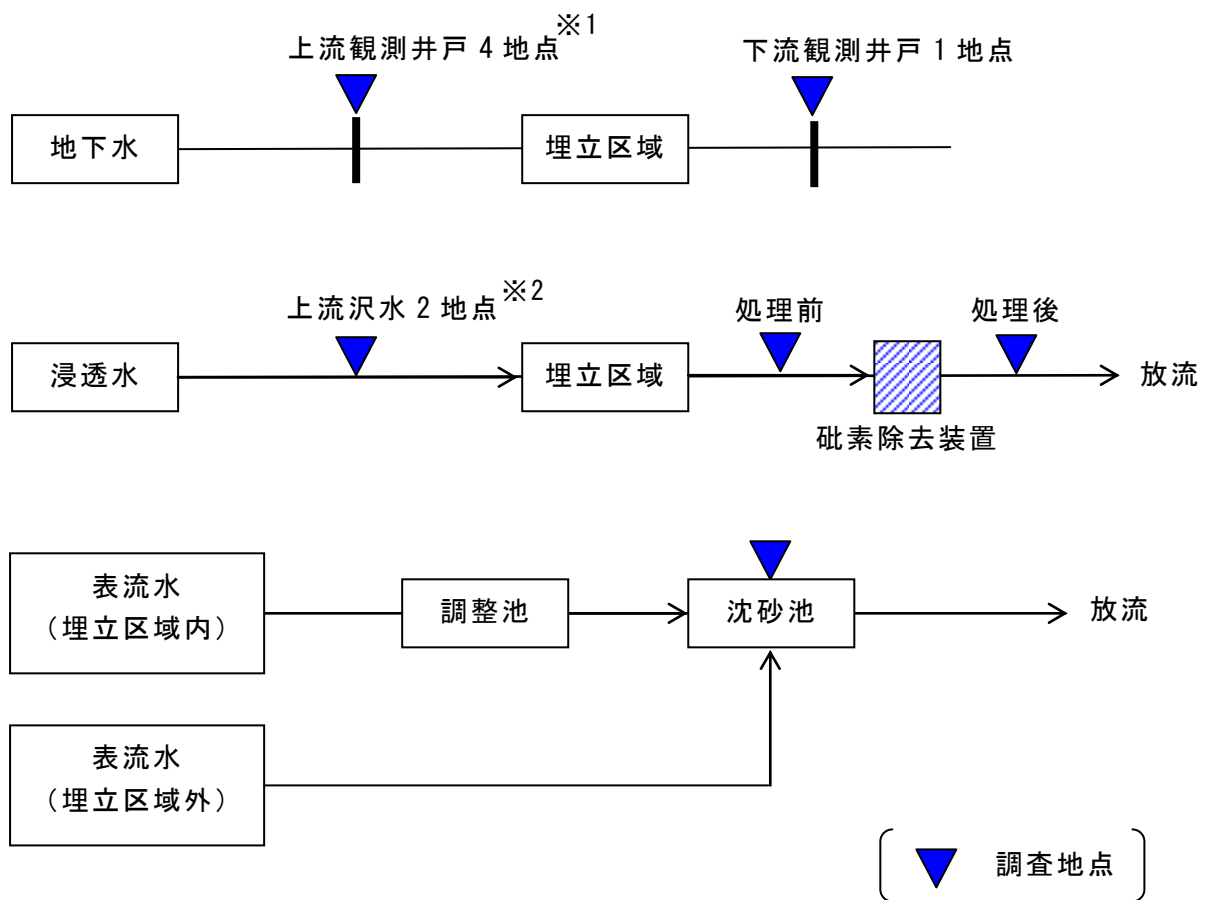 上流観測井戸4地点※1
下流観測井戸1地点
地下水
埋立区域
上流沢水2地点※2
処理前
処理後
浸透水
埋立区域
放流
砒素除去装置
表流水
（埋立区域内）
調整池
沈砂池
放流
表流水
（埋立区域外）
調査地点